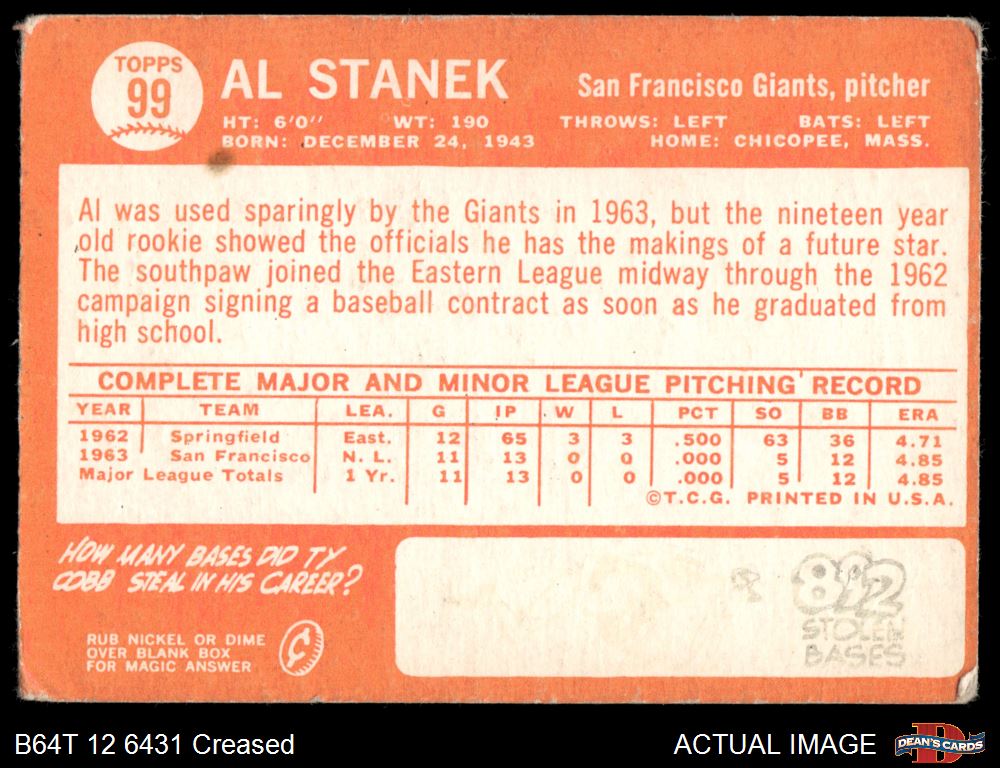 TOPPS
99
AL STANEK
San Francisco Giants, pitcher
HT: 6'0" WT: 190 THROWS: LEFT BATS: LEFT
BORN: DECEMBER 24, 1943 HOME: CHICOPEE, MASS.
Al was used sparingly by the Giants in 1963, but the nineteen year
old rookie showed the officials he has the makings of a future star.
The southpaw joined the Eastern League midway through the 1962
campaign signing a baseball contract as soon as he graduated from
high school.
COMPLETE MAJOR AND MINOR LEAGUE PITCHING RECORD
YEAR TEAM LEA. G IP W L PCT SO BB ERA
1962 Springfield East. 12 65 3 3 .500 63 36 4.71
1963 San Francisco N. L. 11 13 0 0 .000 5 12 4.85
Major League Totals 1 Yr. 11 13 0 0 .000 5 12 4.85
©T.C.G. PRINTED IN U.S.A.
HOW MANY BASES DID TY
COBB STEAL IN HIS CAREER?
RUB NICKEL OR DIME
OVER BLANK BOX
FOR MAGIC ANSWER
892
STOLEN
BASES
B64T 12 6431 Creased
ACTUAL IMAGE
DEAN'S CARDS